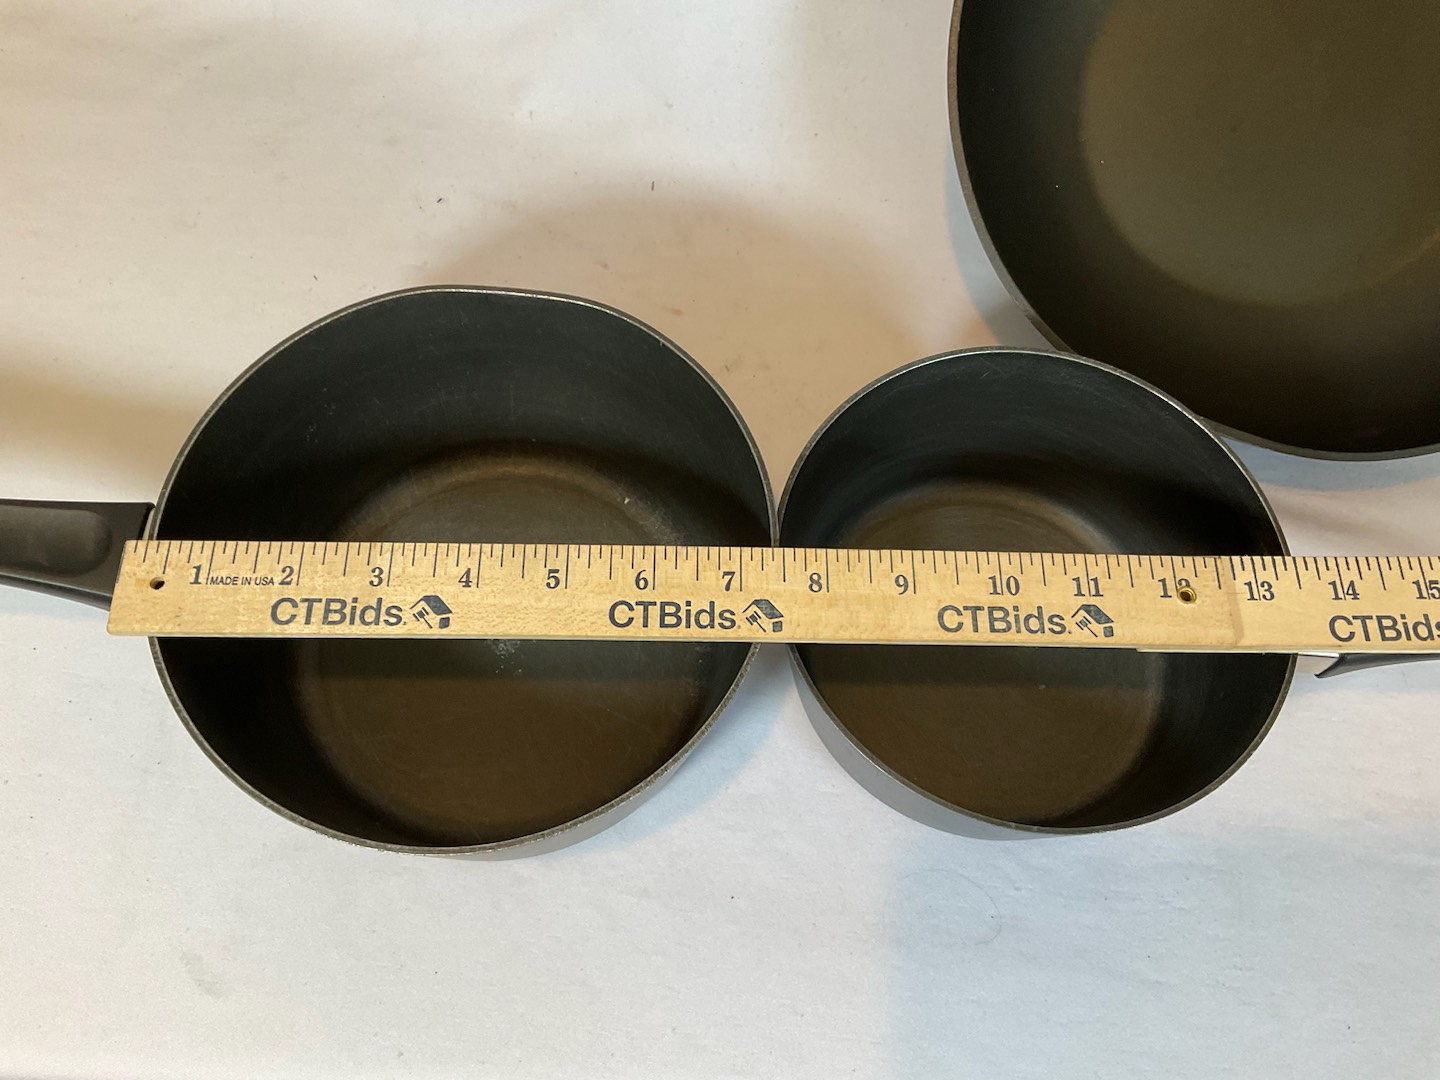 1 MADE IN USA 2 3 4 5 6 7 8 9 10 11 12 13 14 15
CTBids. CTBids. CTBids. CTBids